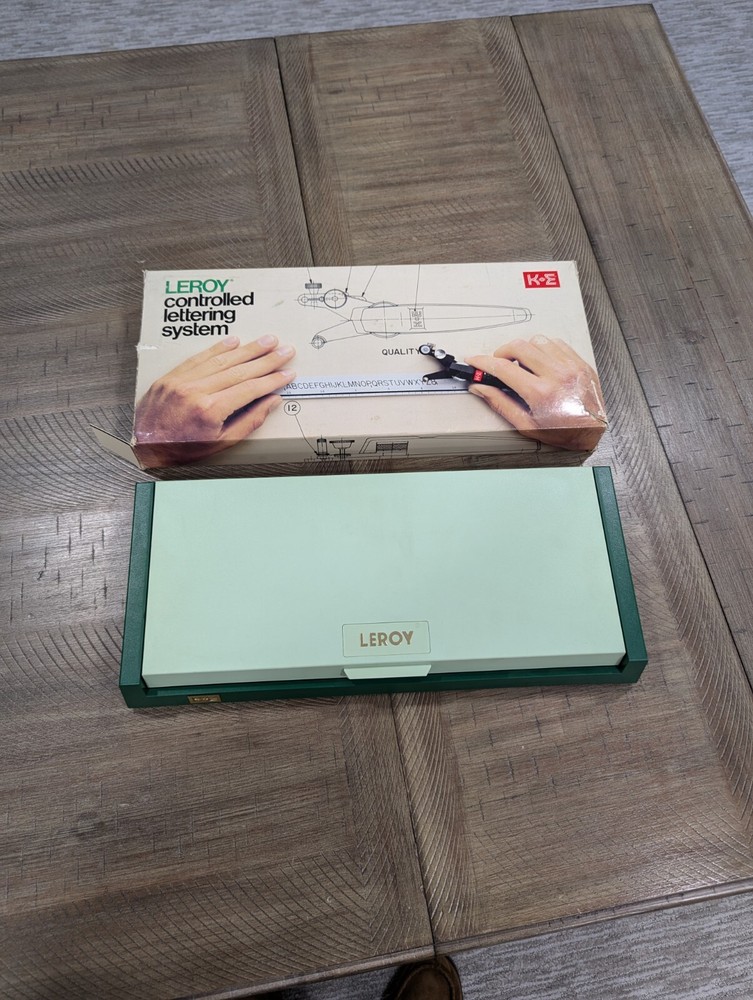 LEROY
controlled
lettering
system
K+E
QUALITY
ABCDEFGHIJKLMNOPQRSTUVWXYZ&
12
LEROY